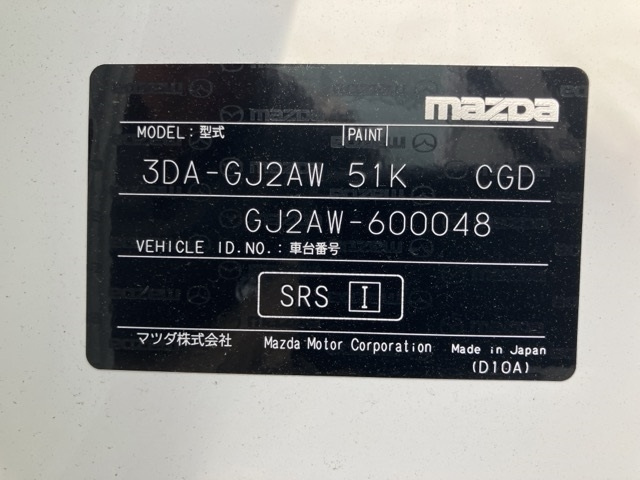 mazda
MODEL: 型式 PAINT
3DA-GJ2AW 51K CGD
GJ2AW-600048
VEHICLE ID.NO.: 車台番号
SRS I
マツダ株式会社 Mazda Motor Corporation Made in Japan
(D10A)